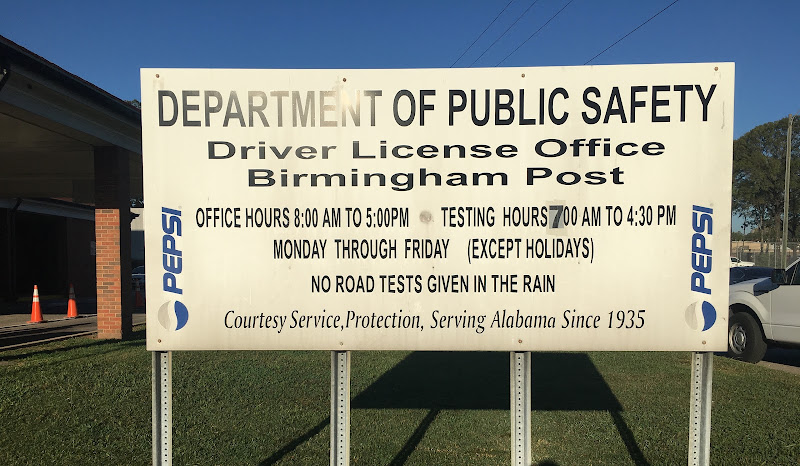 DEPARTMENT OF PUBLIC SAFETY
Driver License Office
Birmingham Post
OFFICE HOURS 8:00 AM TO 5:00PM TESTING HOURS 7 00 AM TO 4:30 PM
MONDAY THROUGH FRIDAY (EXCEPT HOLIDAYS)
NO ROAD TESTS GIVEN IN THE RAIN
Courtesy Service,Protection, Serving Alabama Since 1935
PEPSI
PEPSI